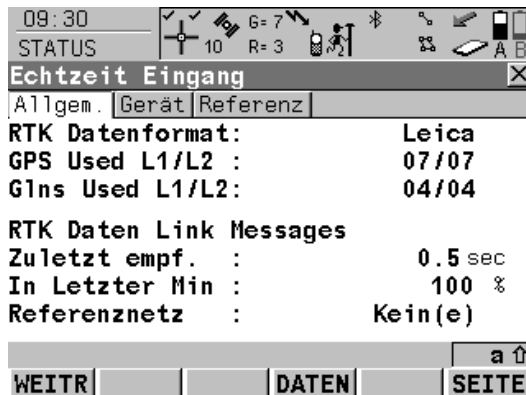 09:30
STATUS
10
G= 7
R= 3
A B
Echtzeit Eingang
Allgem. Gerät Referenz
RTK Datenformat: Leica
GPS Used L1/L2 : 07/07
Glns Used L1/L2: 04/04
RTK Daten Link Messages
Zuletzt empf. : 0.5 sec
In Letzter Min : 100 %
Referenznetz : Kein(e)
a
WEITR DATEN SEITE